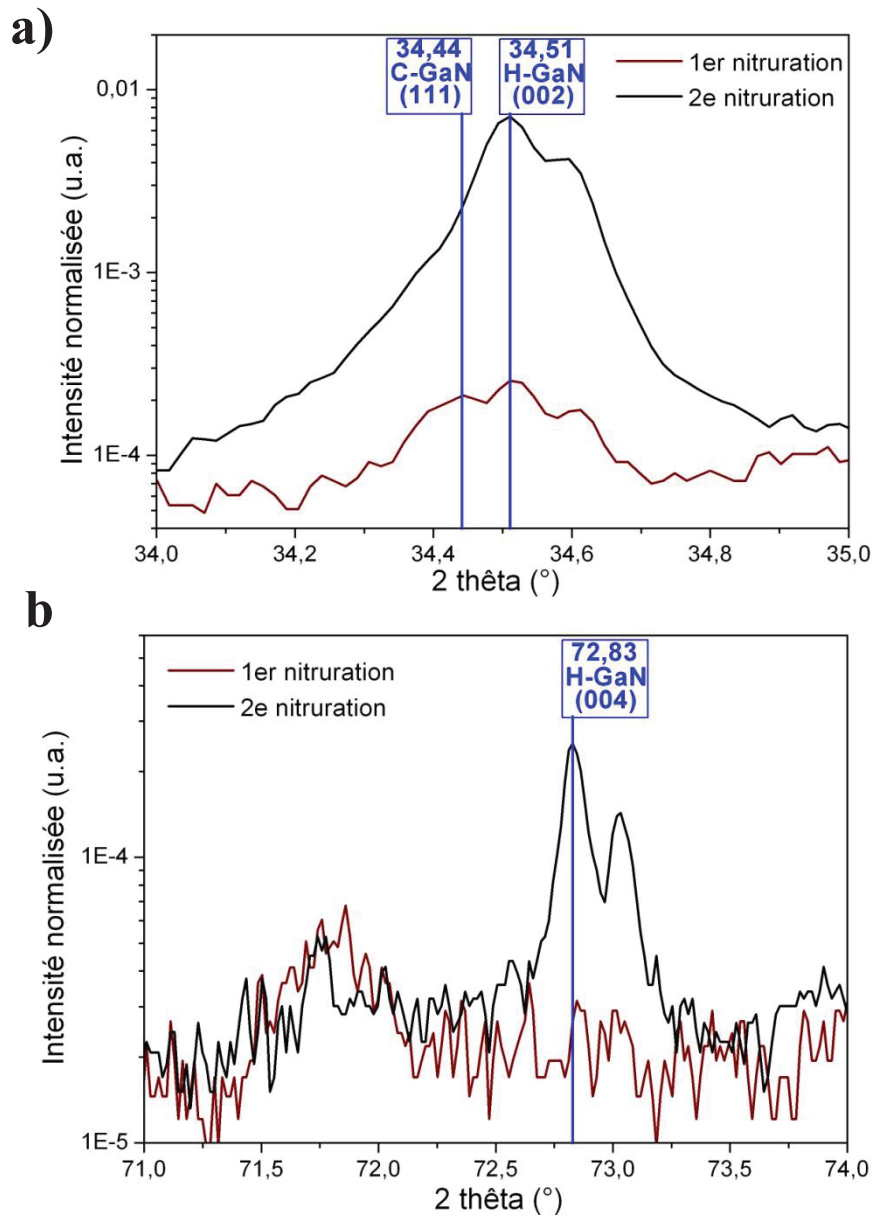 a)
34,44
C-GaN
(111)
34,51
H-GaN
(002)
1er nitruration
2e nitruration
0,01
1E-3
1E-4
Intensité normalisée (u.a.)
34,0 34,2 34,4 34,6 34,8 35,0
2 thêta (°)
b
72,83
H-GaN
(004)
1er nitruration
2e nitruration
1E-4
1E-5
Intensité normalisée (u.a.)
71,0 71,5 72,0 72,5 73,0 73,5 74,0
2 thêta (°)